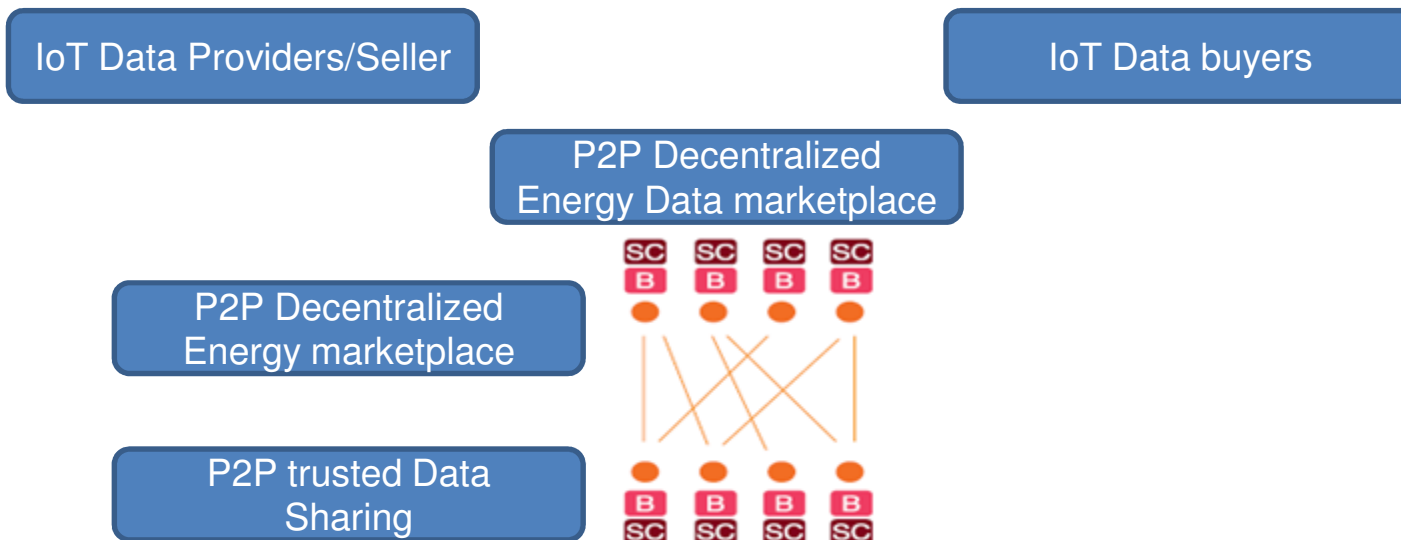 IoT Data Providers/Seller
IoT Data buyers
P2P Decentralized
Energy Data marketplace
SC SC SC SC
B B B B
P2P Decentralized
Energy marketplace
P2P trusted Data
Sharing
B B B B
SC SC SC SC